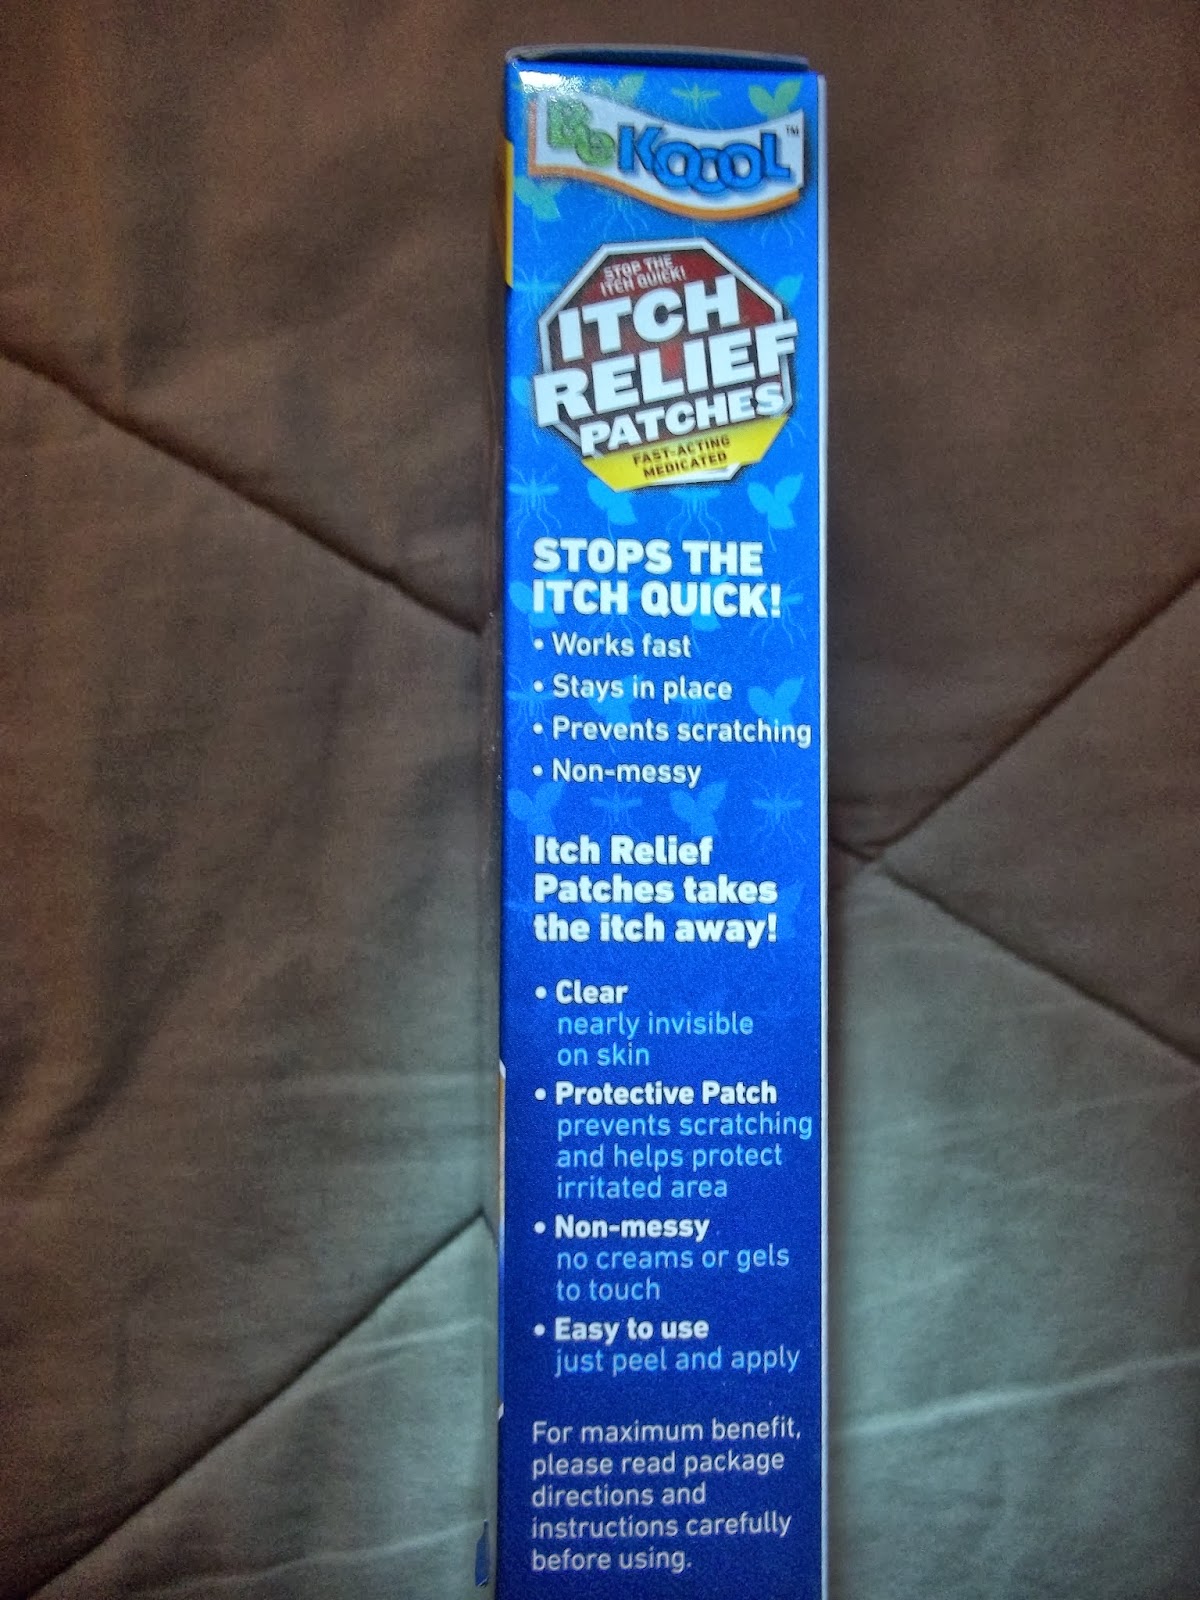 Be KOOOL™
STOP THE
ITCH QUICK!
ITCH
RELIEF
PATCHES
FAST-ACTING
MEDICATED
STOPS THE
ITCH QUICK!
• Works fast
• Stays in place
• Prevents scratching
• Non-messy
Itch Relief
Patches takes
the itch away!
• Clear
nearly invisible
on skin
• Protective Patch
prevents scratching
and helps protect
irritated area
• Non-messy
no creams or gels
to touch
• Easy to use
just peel and apply
For maximum benefit,
please read package
directions and
instructions carefully
before using.